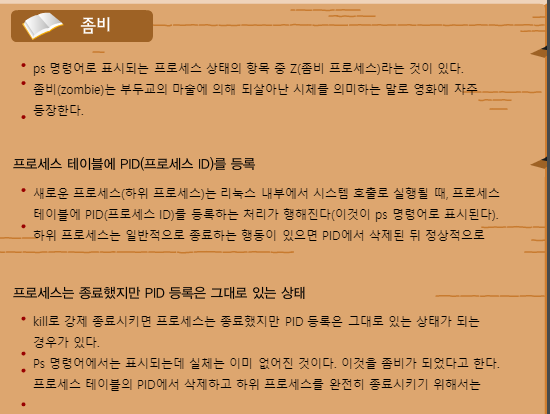 좀비
ps 명령어로 표시되는 프로세스 상태의 항목 중 Z(좀비 프로세스)라는 것이 있다.
좀비(zombie)는 부두교의 마술에 의해 되살아난 시체를 의미하는 말로 영화에 자주
등장한다.
프로세스 테이블에 PID(프로세스 ID)를 등록
새로운 프로세스(하위 프로세스)는 리눅스 내부에서 시스템 호출로 실행될 때, 프로세스
테이블에 PID(프로세스 ID)를 등록하는 처리가 행해진다(이것이 ps 명령어로 표시된다).
하위 프로세스는 일반적으로 종료하는 행동이 있으면 PID에서 삭제된 뒤 정상적으로
프로세스는 종료했지만 PID 등록은 그대로 있는 상태
kill로 강제 종료시키면 프로세스는 종료했지만 PID 등록은 그대로 있는 상태가 되는
경우가 있다.
Ps 명령어에서는 표시되는데 실체는 이미 없어진 것이다. 이것을 좀비가 되었다고 한다.
프로세스 테이블의 PID에서 삭제하고 하위 프로세스를 완전히 종료시키기 위해서는